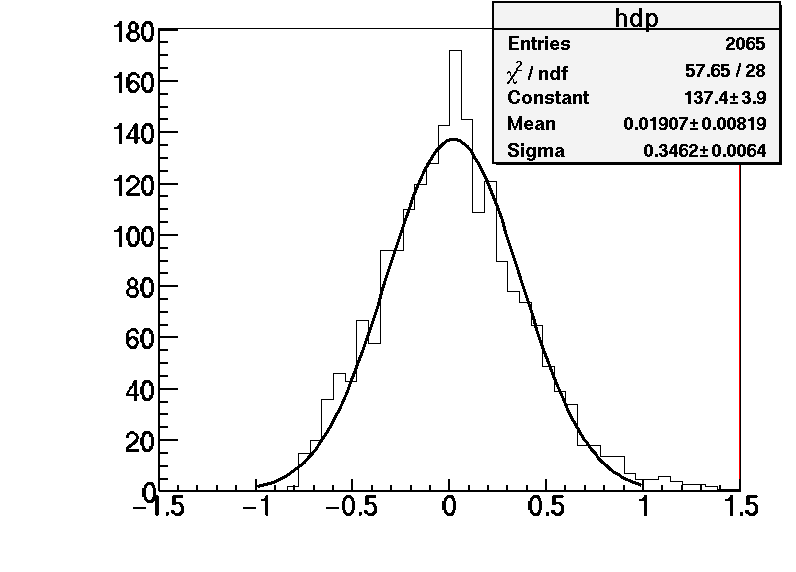 hdp
Entries 2065
χ² / ndf 57.65 / 28
Constant 137.4±3.9
Mean 0.01907±0.00819
Sigma 0.3462±0.0064
180
160
140
120
100
80
60
40
20
0
−1.5 −1 −0.5 0 0.5 1 1.5